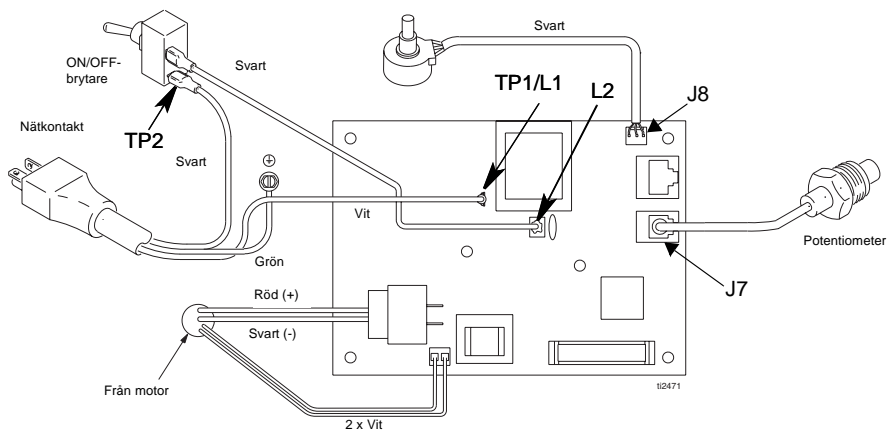 Svart
ON/OFF-
brytare
Svart
TP1/L1
L2
J8
Nätkontakt
TP2
Svart
Vit
Potentiometer
Grön
J7
Röd (+)
Svart (-)
Från motor
ti2471
2 x Vit